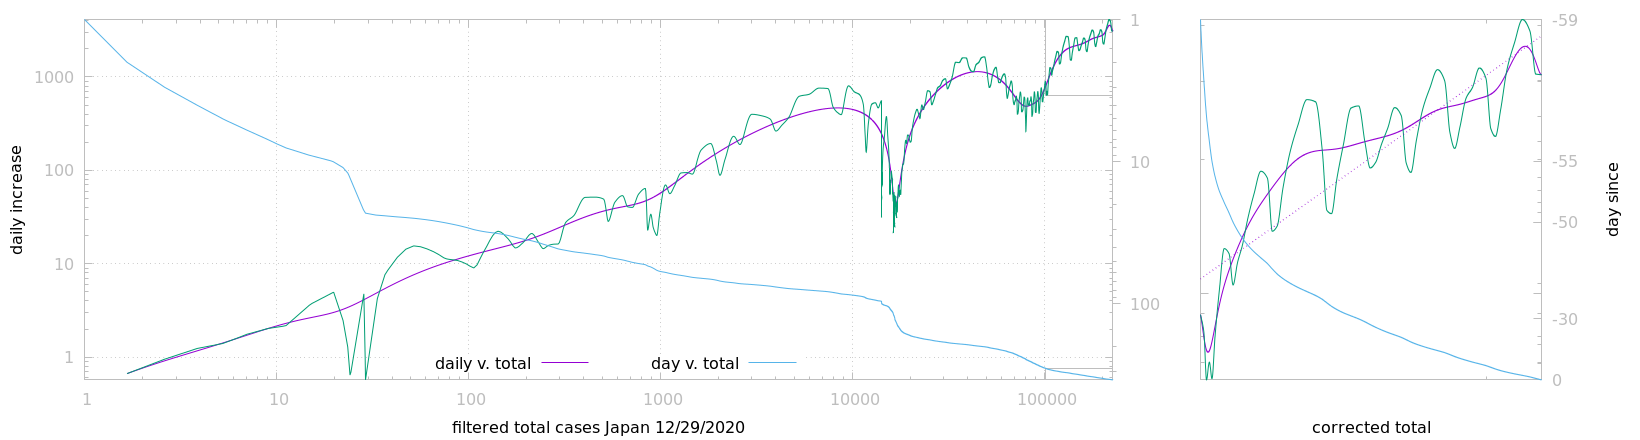 daily increase
1000
100
10
1
daily v. total
day v. total
1 10 100 1000 10000 100000
filtered total cases Japan 12/29/2020
1
10
100
-59
-55
-50
-30
0
day since
corrected total